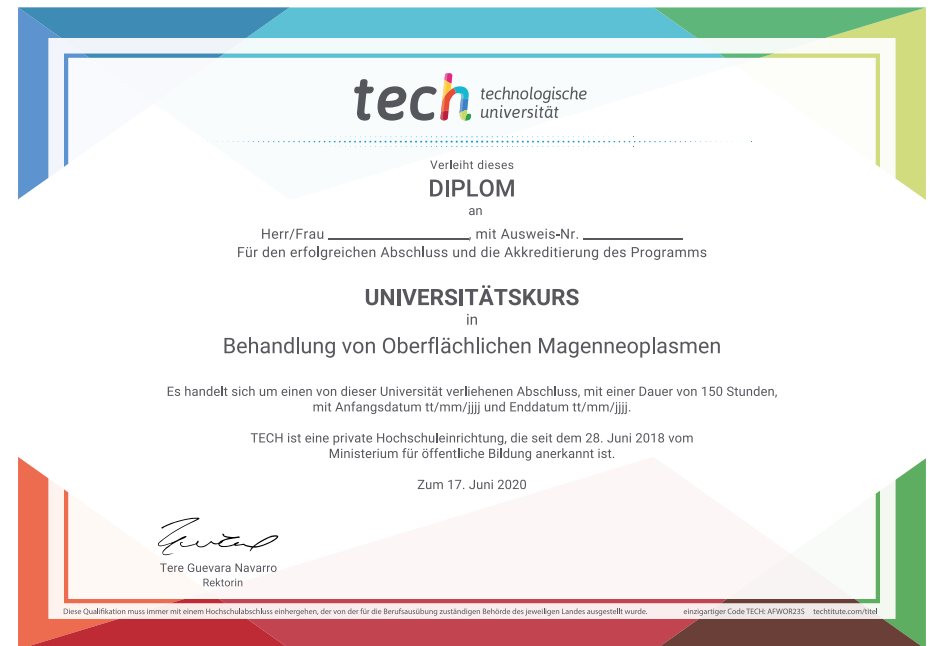 tech technologische
universität
Verleiht dieses
DIPLOM
an
Herr/Frau ____________, mit Ausweis-Nr. ____________
Für den erfolgreichen Abschluss und die Akkreditierung des Programms
UNIVERSITÄTSKURS
in
Behandlung von Oberflächlichen Magenneoplasmen
Es handelt sich um einen von dieser Universität verliehenen Abschluss, mit einer Dauer von 150 Stunden,
mit Anfangsdatum tt/mm/jjjj und Enddatum tt/mm/jjjj.
TECH ist eine private Hochschuleinrichtung, die seit dem 28. Juni 2018 vom
Ministerium für öffentliche Bildung anerkannt ist.
Zum 17. Juni 2020
Tere Guevara Navarro
Rektorin
Diese Qualifikation muss immer mit einem Hochschulabschluss einhergehen, der von der für die Berufsausübung zuständigen Behörde des jeweiligen Landes ausgestellt wurde. einzigartiger Code TECH: AFWOR23S techtitute.com/titel